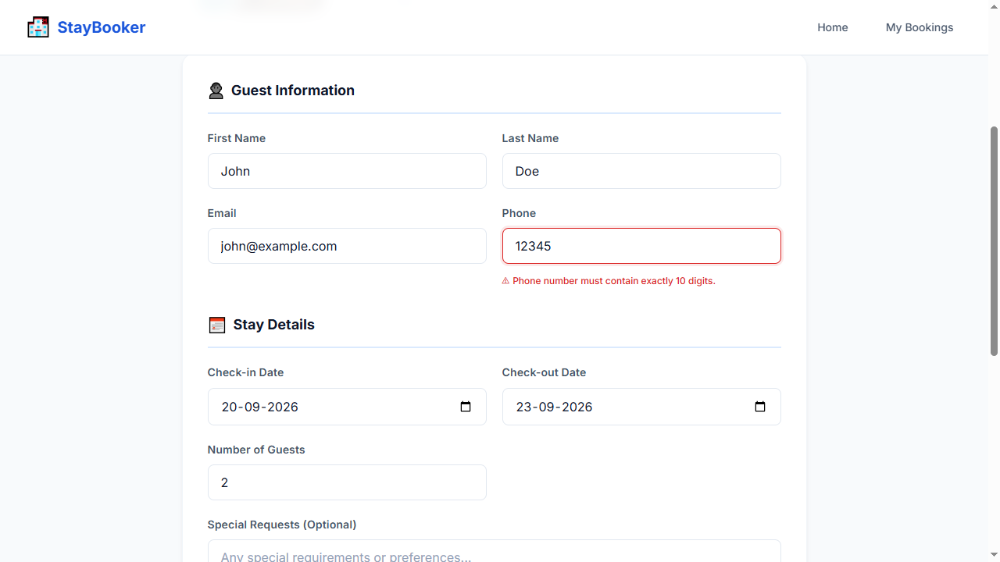 StayBooker
Home My Bookings
Guest Information
First Name Last Name
John Doe
Email Phone
john@example.com 12345
⚠ Phone number must contain exactly 10 digits.
Stay Details
Check-in Date Check-out Date
20-09-2026 23-09-2026
Number of Guests
2
Special Requests (Optional)
Any special requirements or preferences...